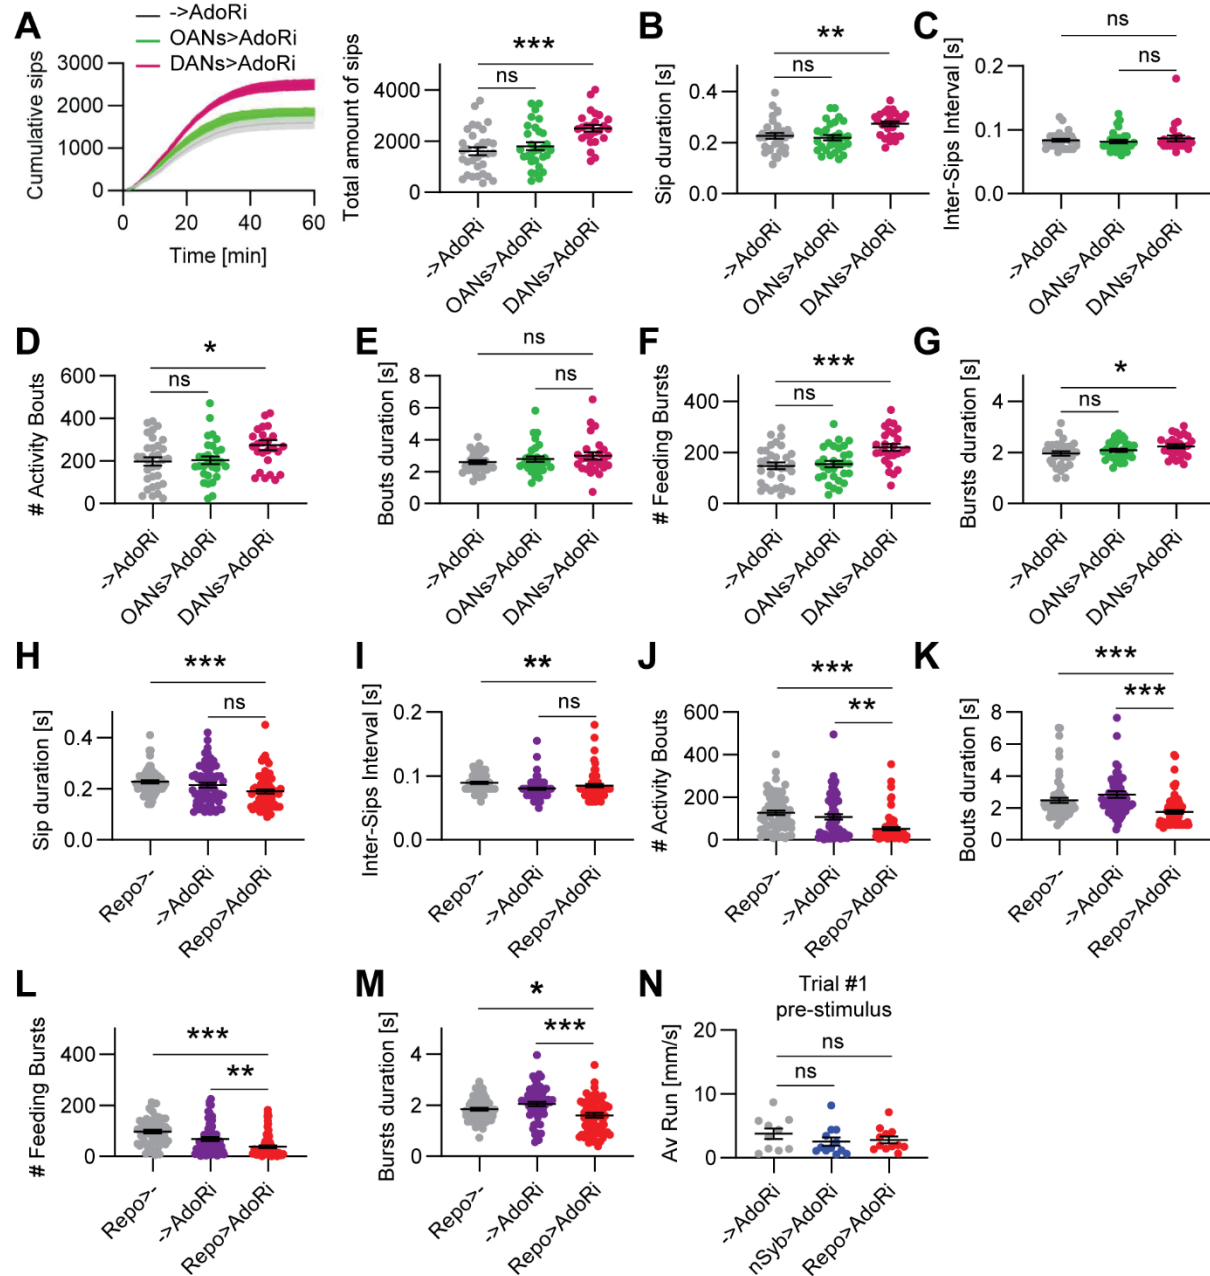 A
->AdoRi
OANs>AdoRi
DANs>AdoRi
Cumulative sips
3000
2000
1000
0
0
20
40
60
Time [min]
Total amount of sips
4000
2000
0
***
ns
->AdoRi
OANs>AdoRi
DANs>AdoRi
B
Sip duration [s]
0.4
0.2
0.0
**
ns
->AdoRi
OANs>AdoRi
DANs>AdoRi
C
Inter-Sips Interval [s]
0.2
0.1
0.0
ns
ns
->AdoRi
OANs>AdoRi
DANs>AdoRi
D
# Activity Bouts
600
400
200
0
*
ns
->AdoRi
OANs>AdoRi
DANs>AdoRi
E
Bouts duration [s]
8
6
4
2
0
ns
ns
->AdoRi
OANs>AdoRi
DANs>AdoRi
F
# Feeding Bursts
400
200
0
***
ns
->AdoRi
OANs>AdoRi
DANs>AdoRi
G
Bursts duration [s]
4
2
0
*
ns
->AdoRi
OANs>AdoRi
DANs>AdoRi
H
Sip duration [s]
0.4
0.2
0.0
***
ns
Repo>-
->AdoRi
Repo>AdoRi
I
Inter-Sips Interval [s]
0.2
0.1
0.0
**
ns
Repo>-
->AdoRi
Repo>AdoRi
J
# Activity Bouts
600
400
200
0
***
**
Repo>-
->AdoRi
Repo>AdoRi
K
Bouts duration [s]
8
6
4
2
0
***
***
Repo>-
->AdoRi
Repo>AdoRi
L
# Feeding Bursts
400
200
0
***
**
Repo>-
->AdoRi
Repo>AdoRi
M
Bursts duration [s]
4
2
0
*
***
Repo>-
->AdoRi
Repo>AdoRi
N
Trial #1
pre-stimulus
Av Run [mm/s]
20
10
0
ns
ns
->AdoRi
nSyb>AdoRi
Repo>AdoRi